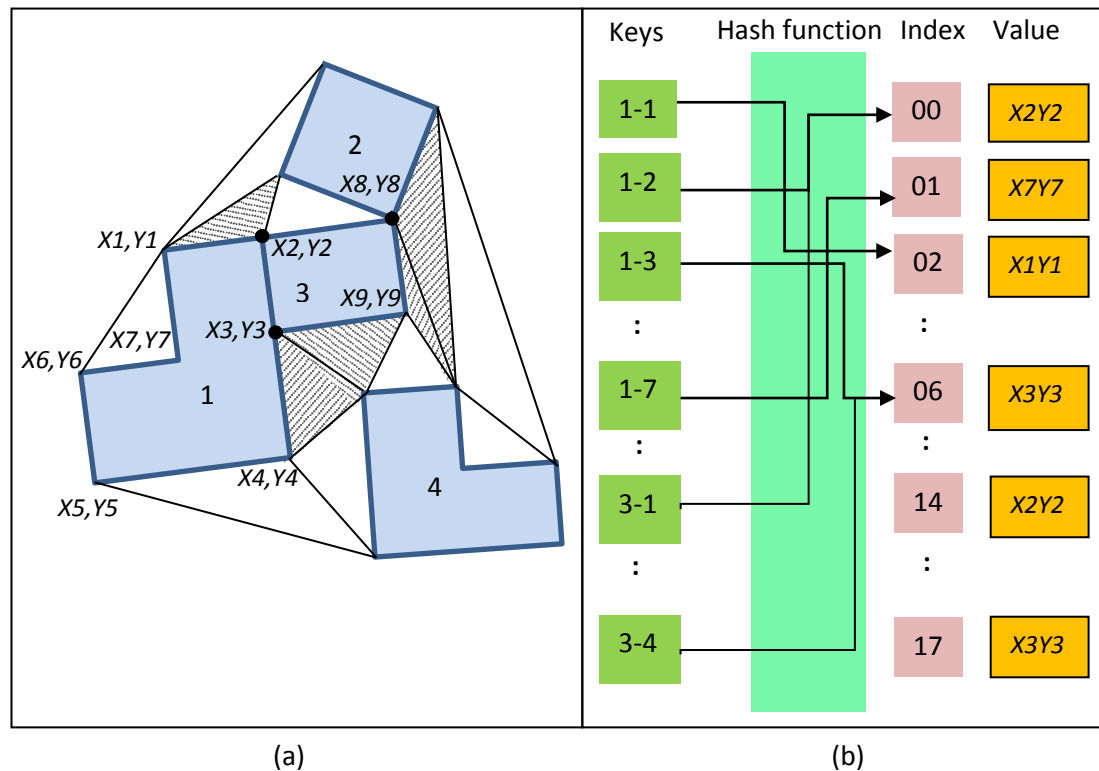 2
X8,Y8
X1,Y1
X2,Y2
3
X9,Y9
X3,Y3
X7,Y7
X6,Y6
1
X4,Y4
4
X5,Y5
(a)
Keys Hash function Index Value
1-1 00 X2Y2
1-2 01 X7Y7
1-3 02 X1Y1
: :
1-7 06 X3Y3
: :
3-1 14 X2Y2
: :
3-4 17 X3Y3
(b)